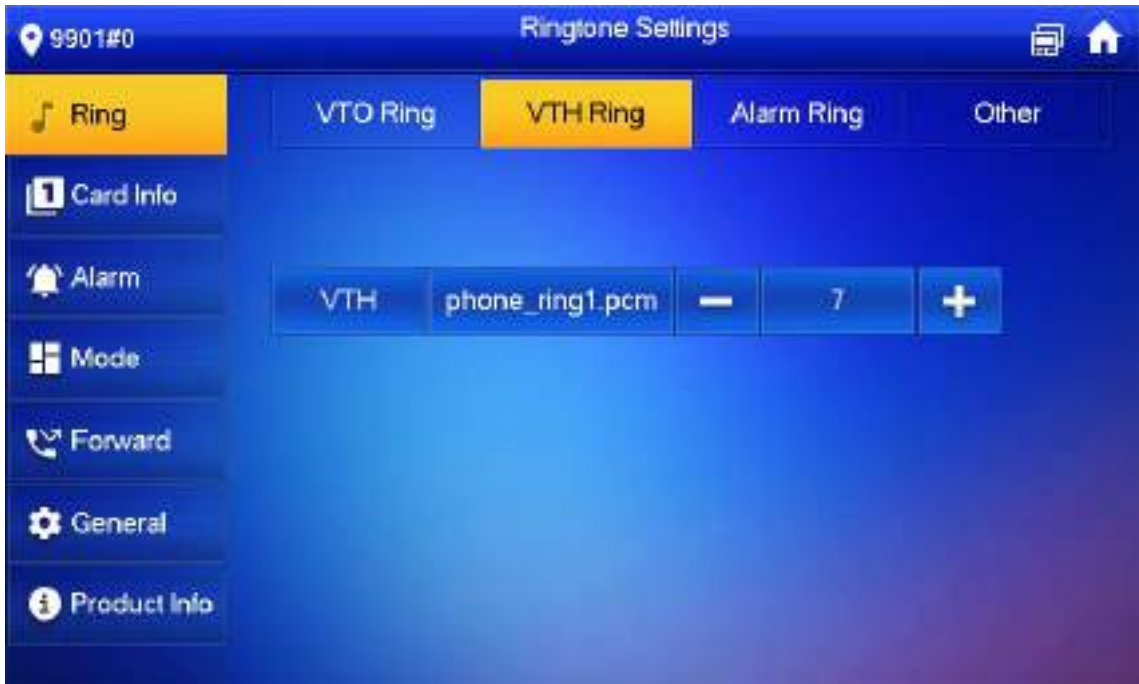 9901#0
Ringtone Settings
Ring
VTO Ring
VTH Ring
Alarm Ring
Other
1 Card Info
Alarm
VTH
phone_ring1.pcm
7
Mode
Forward
General
Product Info